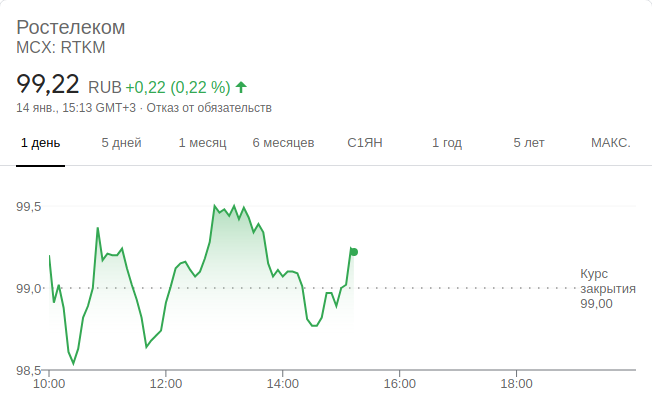 Ростелеком
MCX: RTKM
99,22 RUB +0,22 (0,22 %)
14 янв., 15:13 GMT+3 · Отказ от обязательств
1 день 5 дней 1 месяц 6 месяцев С1ЯН 1 год 5 лет МАКС.
99,5
99,0
98,5
Курс
закрытия
99,00
10:00 12:00 14:00 16:00 18:00